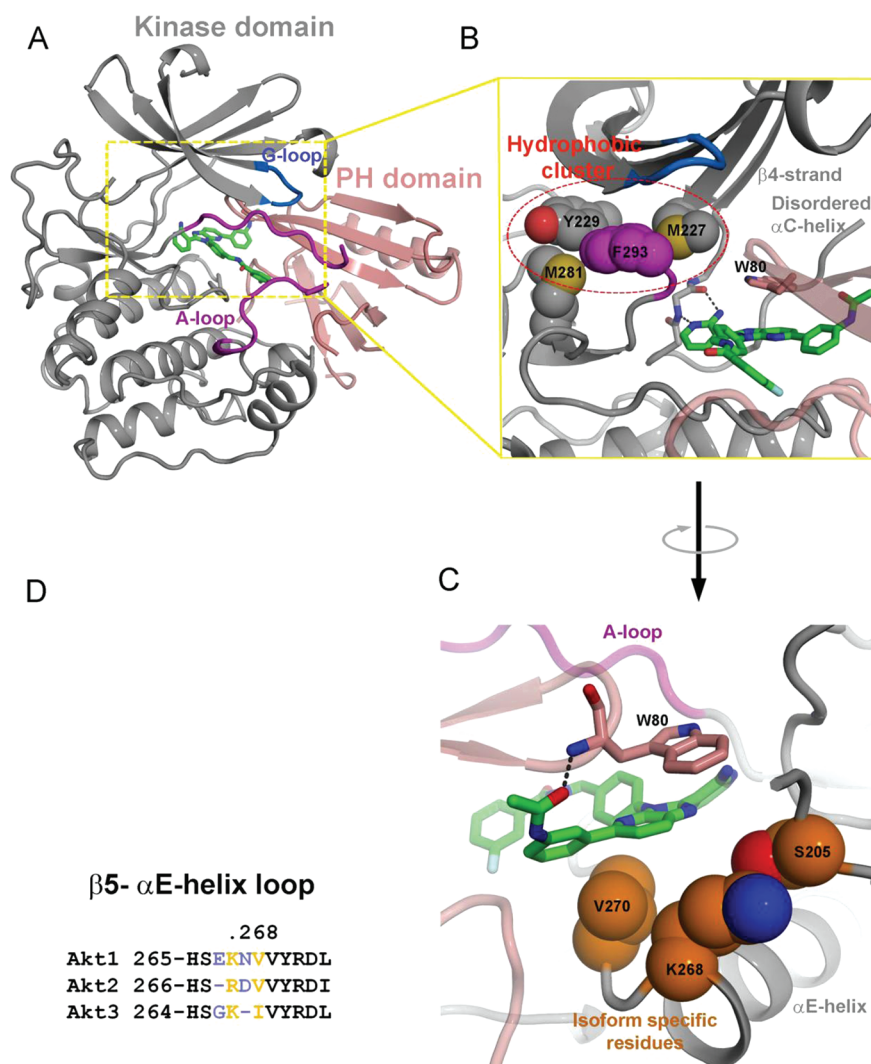 A
Kinase domain
G-loop
PH domain
A-loop
B
Hydrophobic
cluster
β4-strand
Disordered
αC-helix
Y229
M227
F293
W80
M281
C
A-loop
W80
S205
V270
K268
αE-helix
Isoform specific
residues
D
β5- αE-helix loop
.268
Akt1 265-HSEKNVVYRDL
Akt2 266-HS-RDVVYRDI
Akt3 264-HSGK-IVYRDL